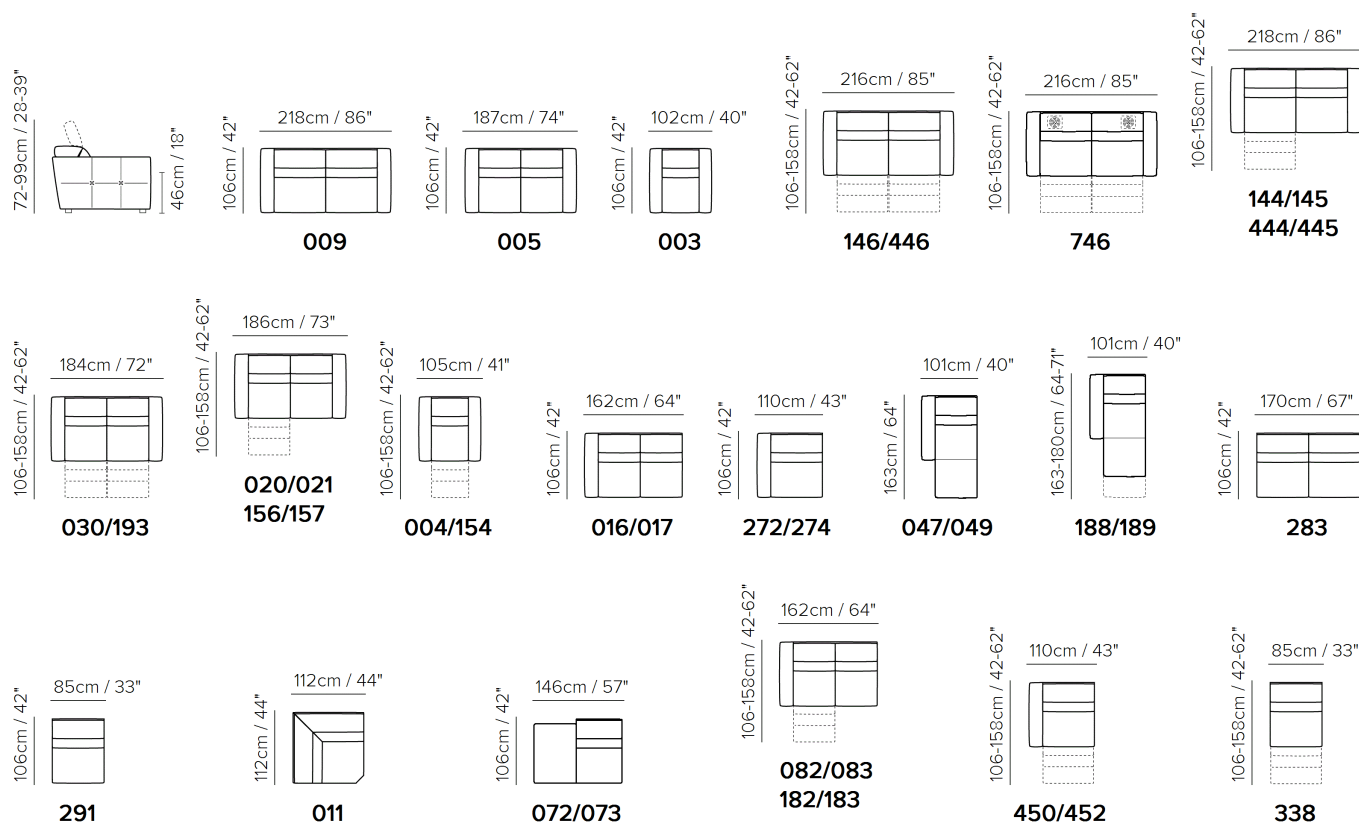 72-99cm / 28-39"
46cm / 18"
218cm / 86"
106cm / 42"
009
187cm / 74"
106cm / 42"
005
102cm / 40"
106cm / 42"
003
216cm / 85"
106-158cm / 42-62"
146/446
216cm / 85"
106-158cm / 42-62"
746
218cm / 86"
106-158cm / 42-62"
144/145
444/445
184cm / 72"
106-158cm / 42-62"
030/193
186cm / 73"
106-158cm / 42-62"
020/021
156/157
105cm / 41"
106-158cm / 42-62"
004/154
162cm / 64"
106cm / 42"
016/017
110cm / 43"
106cm / 42"
272/274
101cm / 40"
163cm / 64"
047/049
101cm / 40"
163-180cm / 64-71"
188/189
170cm / 67"
106cm / 42"
283
85cm / 33"
106cm / 42"
291
112cm / 44"
112cm / 44"
011
146cm / 57"
106cm / 42"
072/073
162cm / 64"
106-158cm / 42-62"
082/083
182/183
110cm / 43"
106-158cm / 42-62"
450/452
85cm / 33"
106-158cm / 42-62"
338